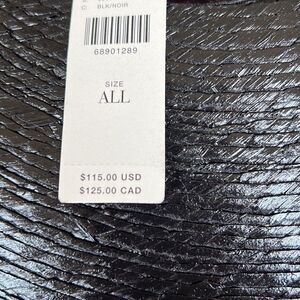 C: BLK/NOIR
68901289
SIZE
ALL
$115.00 USD
$125.00 CAD